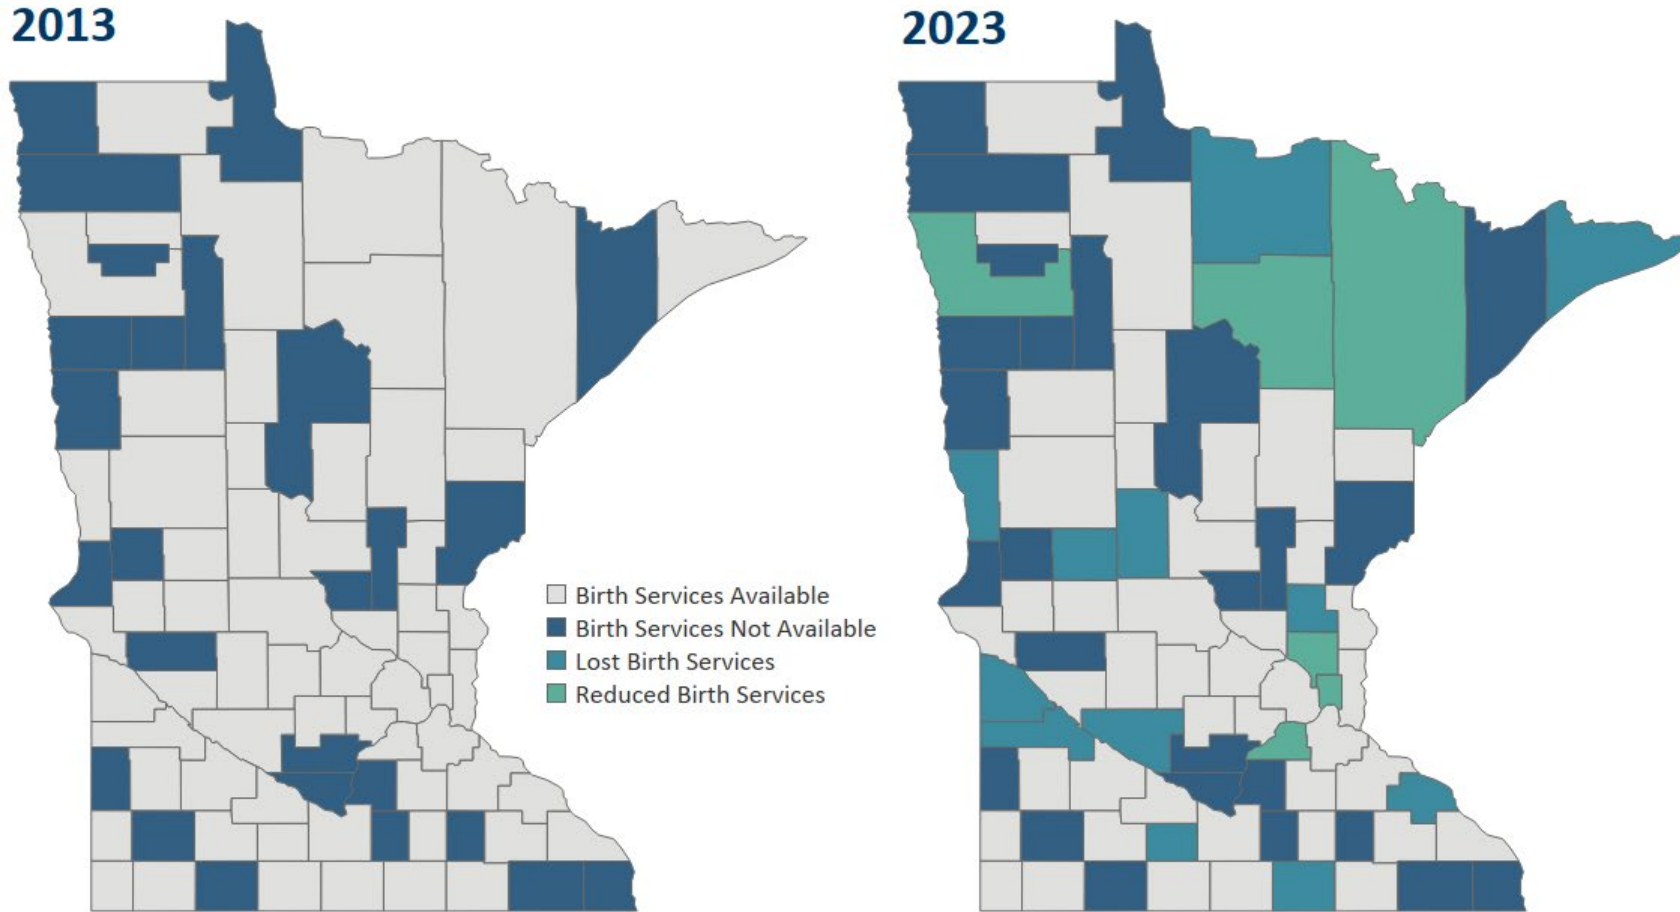 2013
2023
Birth Services Available
Birth Services Not Available
Lost Birth Services
Reduced Birth Services